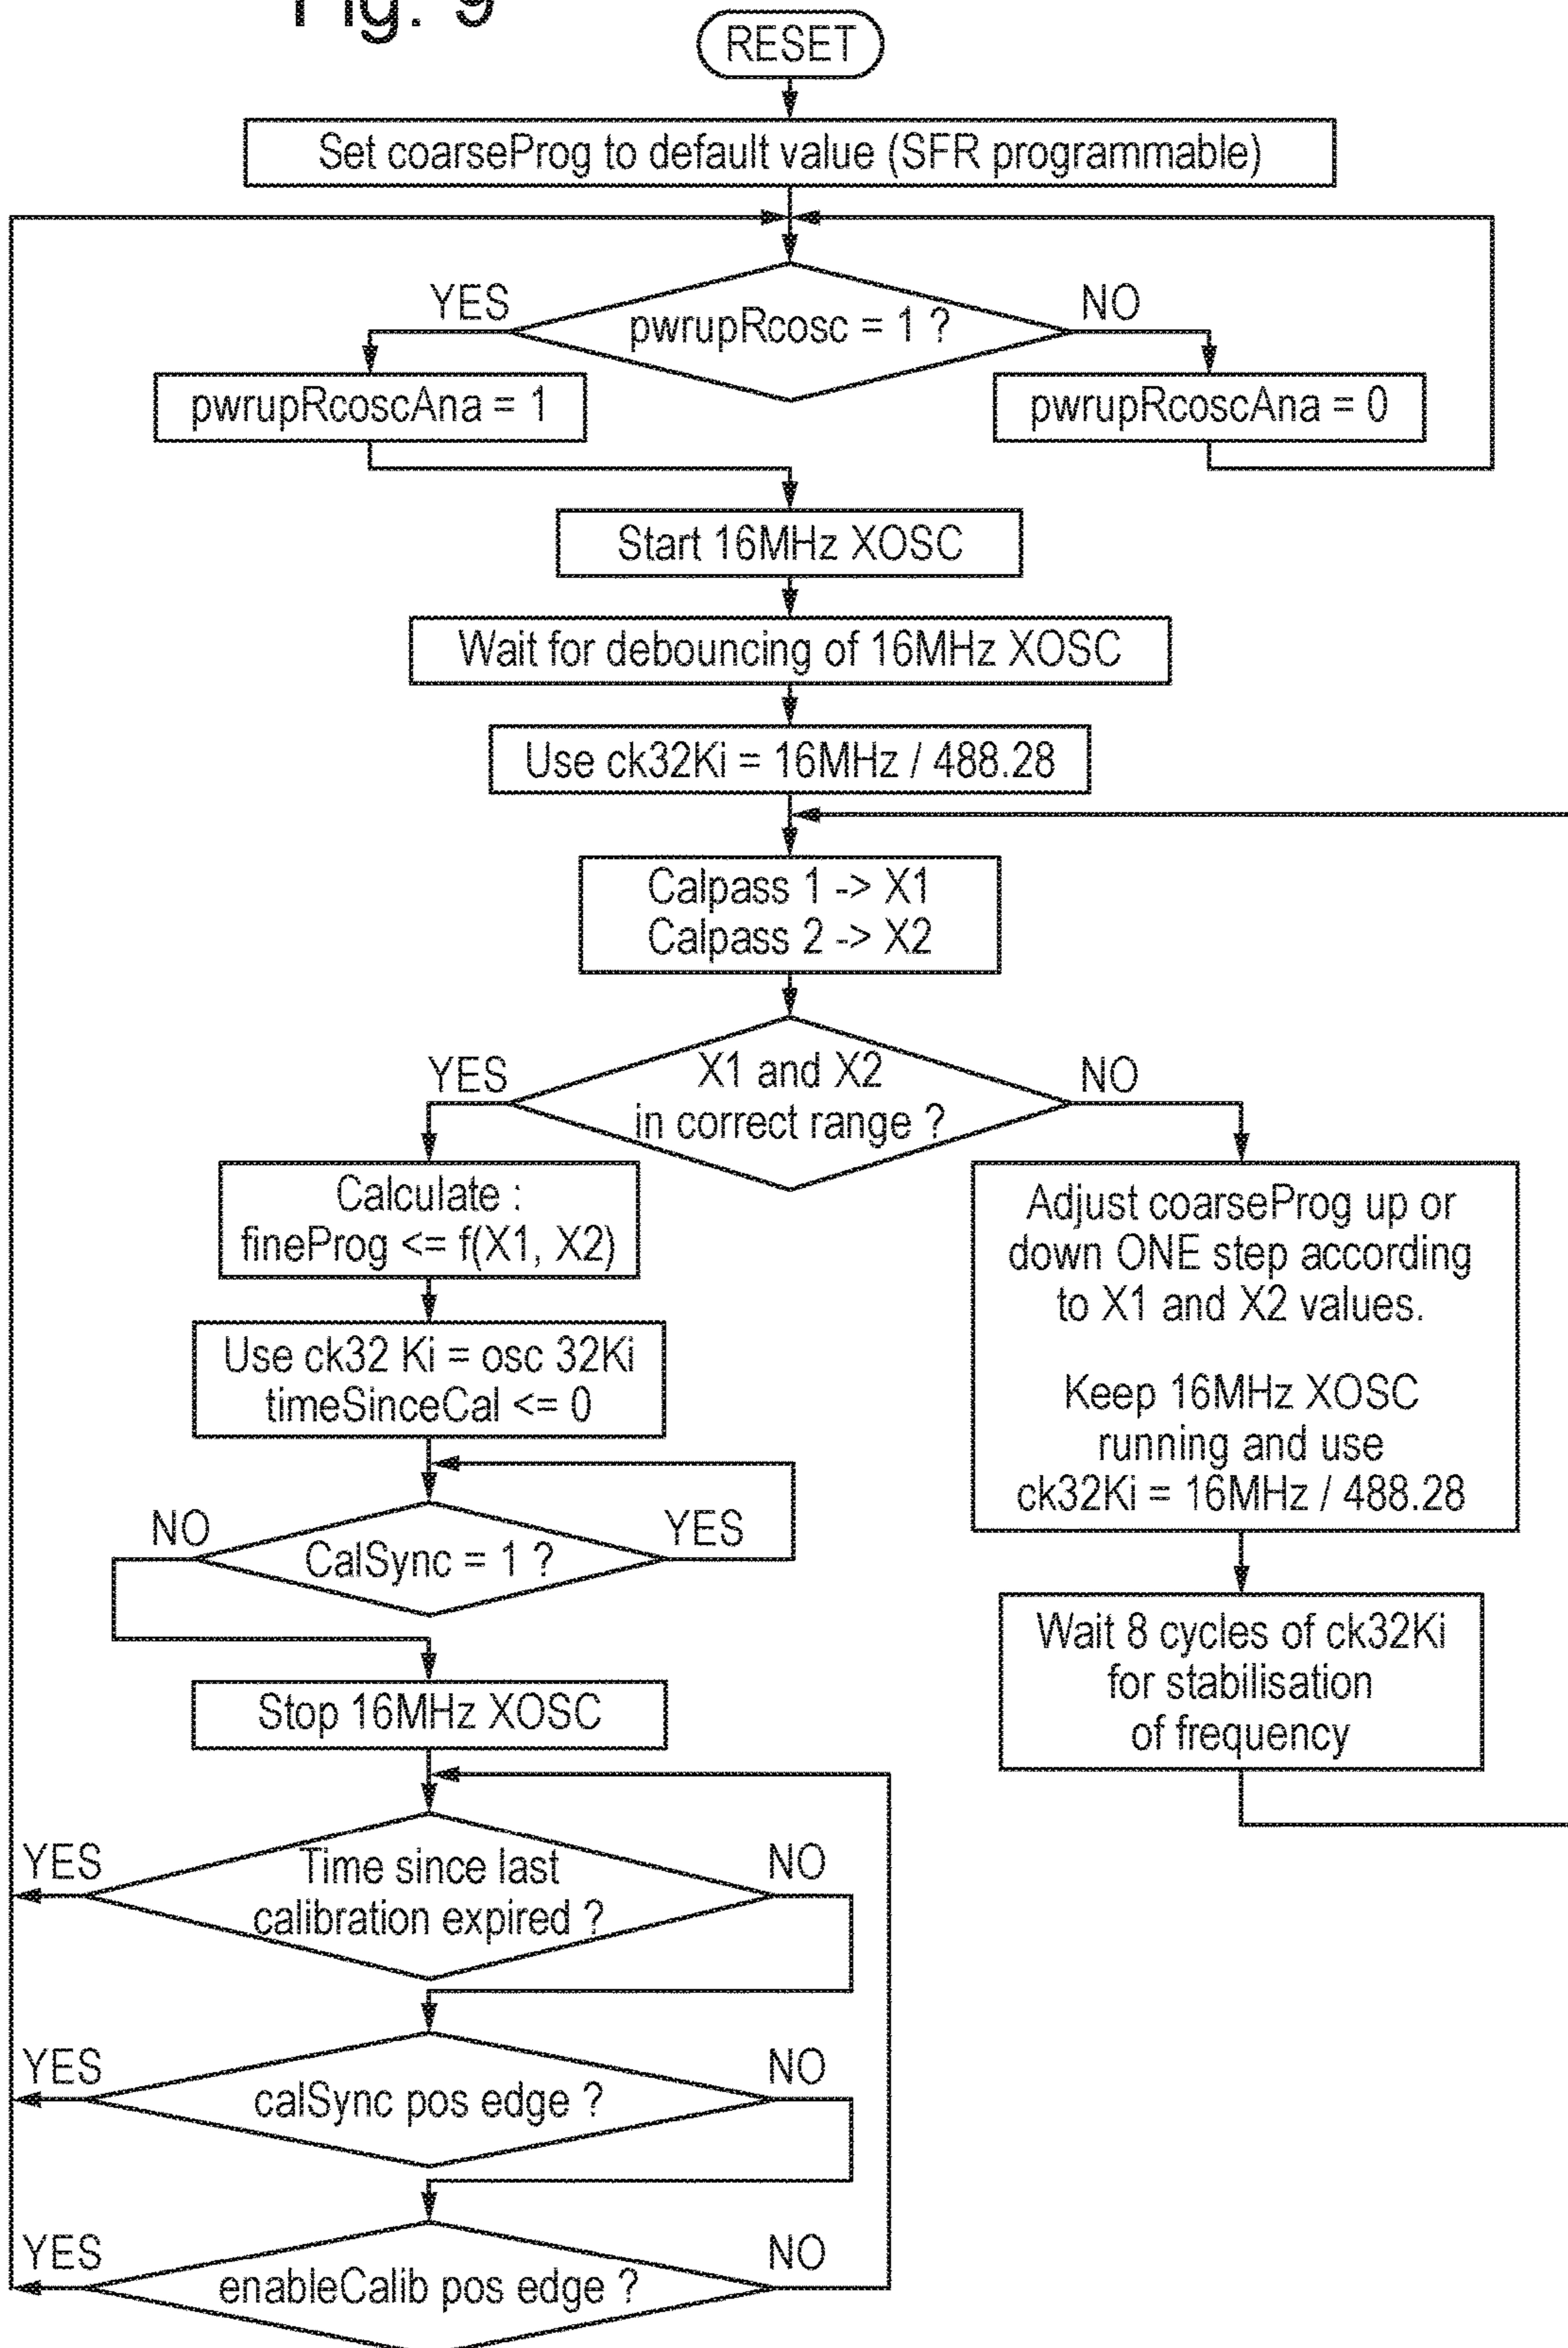 Fig. 9
RESET
Set coarseProg to default value (SFR programmable)
YES
pwrupRcosc = 1 ?
NO
pwrupRcoscAna = 1
pwrupRcoscAna = 0
Start 16MHz XOSC
Wait for debouncing of 16MHz XOSC
Use ck32Ki = 16MHz / 488.28
Calpass 1 -> X1
Calpass 2 -> X2
YES
X1 and X2
in correct range ?
NO
Calculate :
fineProg <= f(X1, X2)
Use ck32 Ki = osc 32Ki
timeSinceCal <= 0
NO
CalSync = 1 ?
YES
Stop 16MHz XOSC
Adjust coarseProg up or
down ONE step according
to X1 and X2 values.
Keep 16MHz XOSC
running and use
ck32Ki = 16MHz / 488.28
Wait 8 cycles of ck32Ki
for stabilisation
of frequency
YES
Time since last
calibration expired ?
NO
YES
calSync pos edge ?
NO
YES
enableCalib pos edge ?
NO